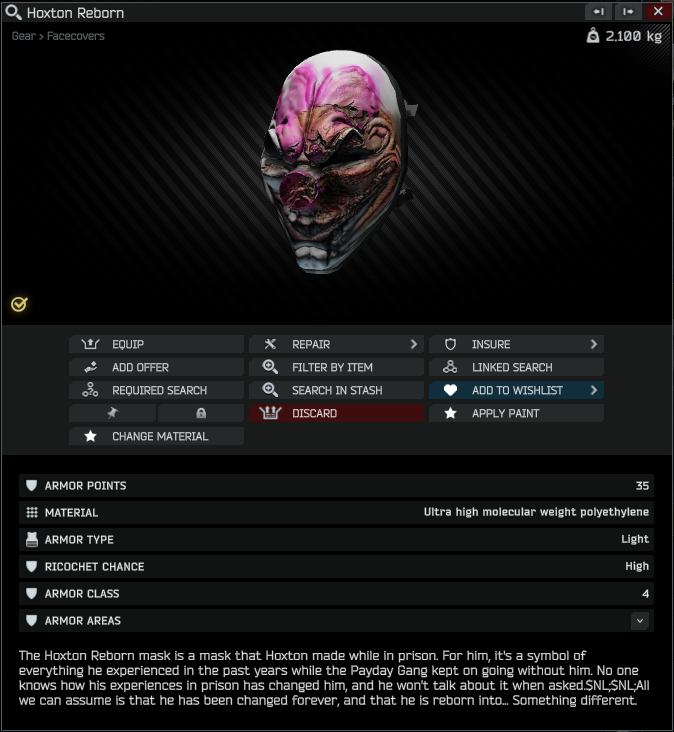 Hoxton Reborn
Gear > Facecovers
2.100 kg
EQUIP
REPAIR
INSURE
ADD OFFER
FILTER BY ITEM
LINKED SEARCH
REQUIRED SEARCH
SEARCH IN STASH
ADD TO WISHLIST
DISCARD
APPLY PAINT
CHANGE MATERIAL
ARMOR POINTS 35
MATERIAL Ultra high molecular weight polyethylene
ARMOR TYPE Light
RICOCHET CHANCE High
ARMOR CLASS 4
ARMOR AREAS
The Hoxton Reborn mask is a mask that Hoxton made while in prison. For him, it's a symbol of
everything he experienced in the past years while the Payday Gang kept on going without him. No one
knows how his experiences in prison has changed him, and he won't talk about it when asked.$NL;$NL;All
we can assume is that he has been changed forever, and that he is reborn into... Something different.